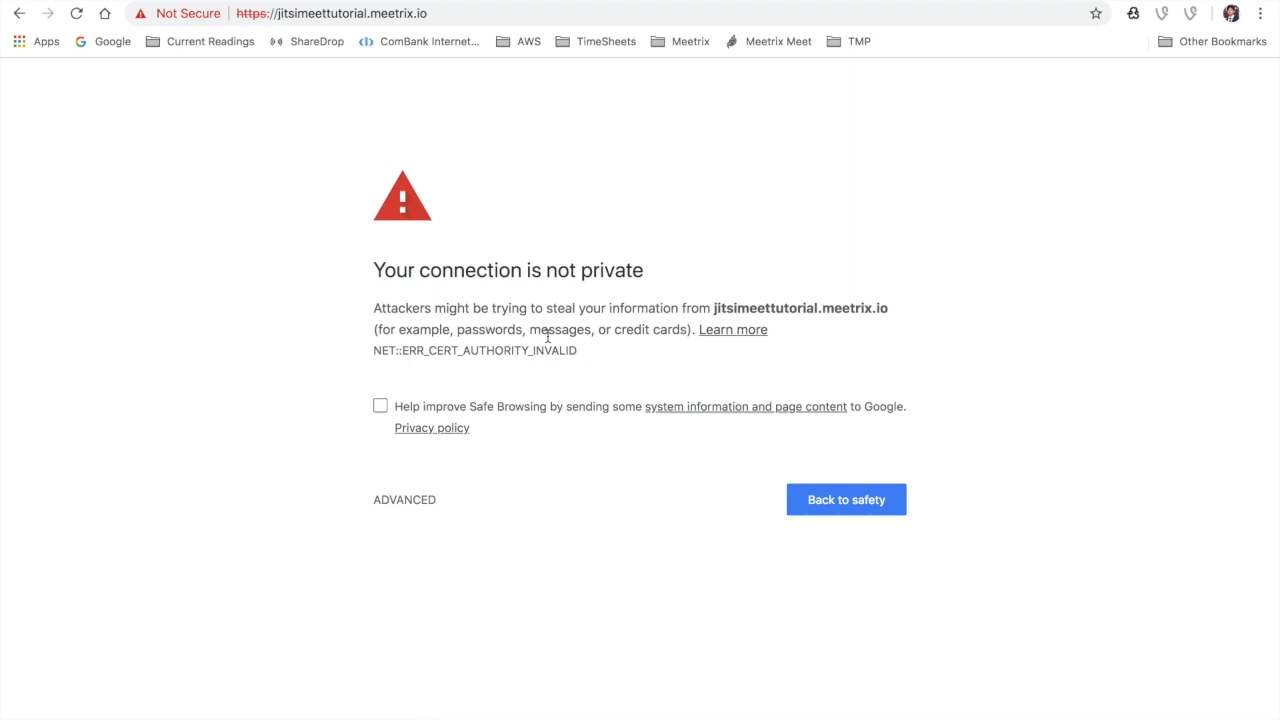 Not Secure https://jitsimeettutorial.meetrix.io
Apps Google Current Readings ShareDrop ComBank Internet... AWS TimeSheets Meetrix Meetrix Meet TMP Other Bookmarks
Your connection is not private
Attackers might be trying to steal your information from jitsimeettutorial.meetrix.io
(for example, passwords, messages, or credit cards). Learn more
NET::ERR_CERT_AUTHORITY_INVALID
Help improve Safe Browsing by sending some system information and page content to Google.
Privacy policy
ADVANCED Back to safety